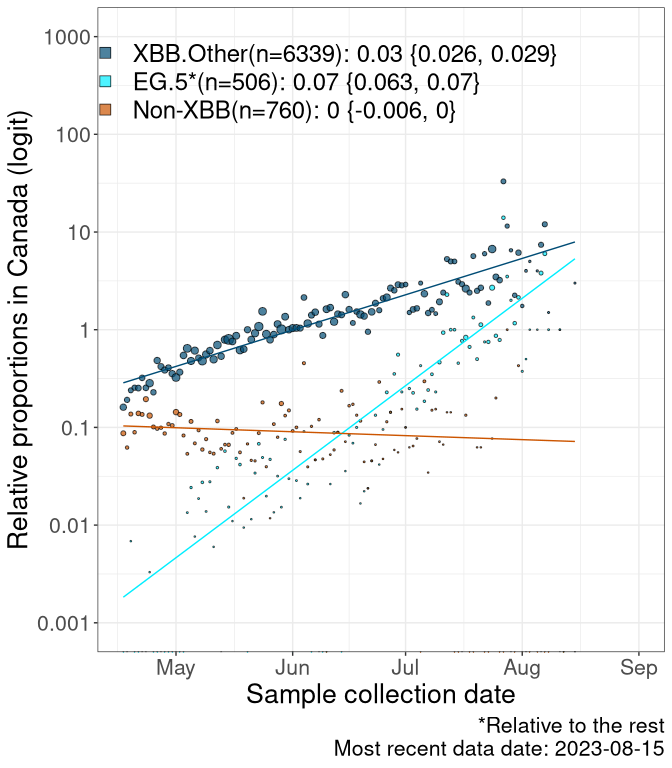 1000
100
10
1
0.1
0.01
0.001
Relative proportions in Canada (logit)
XBB.Other(n=6339): 0.03 {0.026, 0.029}
EG.5*(n=506): 0.07 {0.063, 0.07}
Non-XBB(n=760): 0 {-0.006, 0}
May Jun Jul Aug Sep
Sample collection date
*Relative to the rest
Most recent data date: 2023-08-15